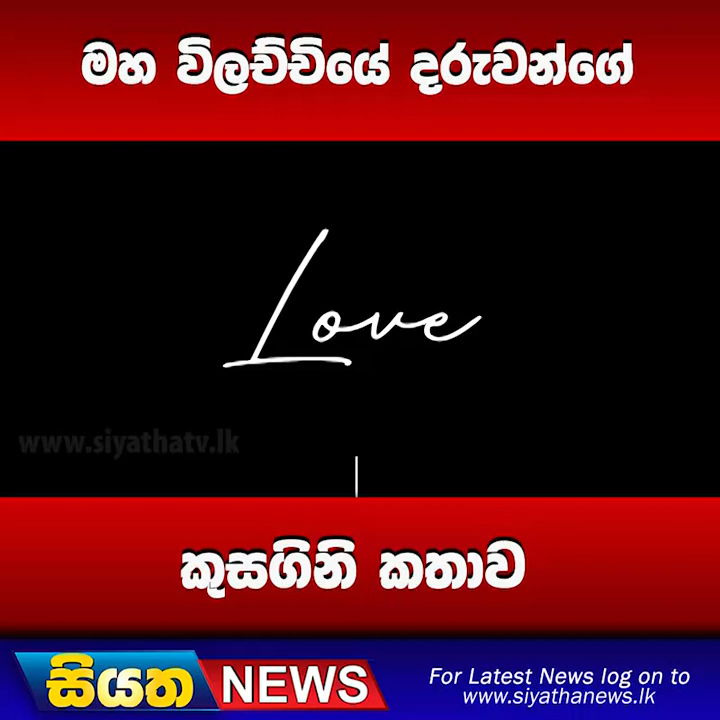 මහ විලච්චියේ දරුවන්ගේ
Love
www.siyathatv.lk
කුසගිනි කතාව
සියත NEWS
For Latest News log on to
www.siyathanews.lk